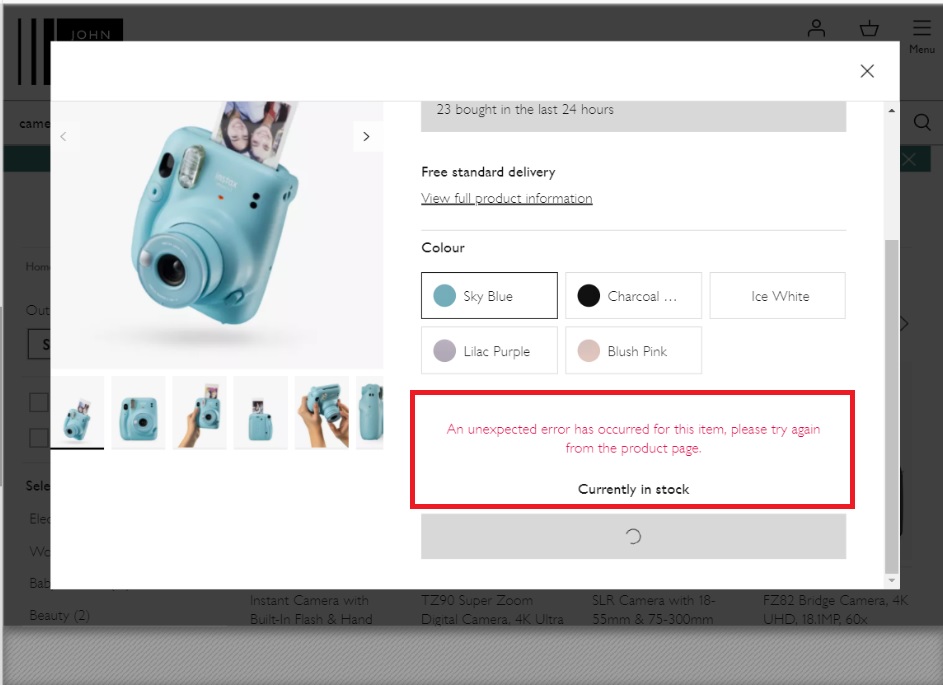 JOHN
Menu
came
23 bought in the last 24 hours
instax
Free standard delivery
View full product information
Colour
Sky Blue
Charcoal ...
Ice White
Lilac Purple
Blush Pink
An unexpected error has occurred for this item, please try again
from the product page.
Currently in stock
Home
Out
S
Sele
Elec
Wo
Bab
Beauty (2)
Instant Camera with
Built-In Flash & Hand
TZ90 Super Zoom
Digital Camera, 4K Ultra
SLR Camera with 18-
55mm & 75-300mm
FZ82 Bridge Camera, 4K
UHD, 18.1MP, 60x